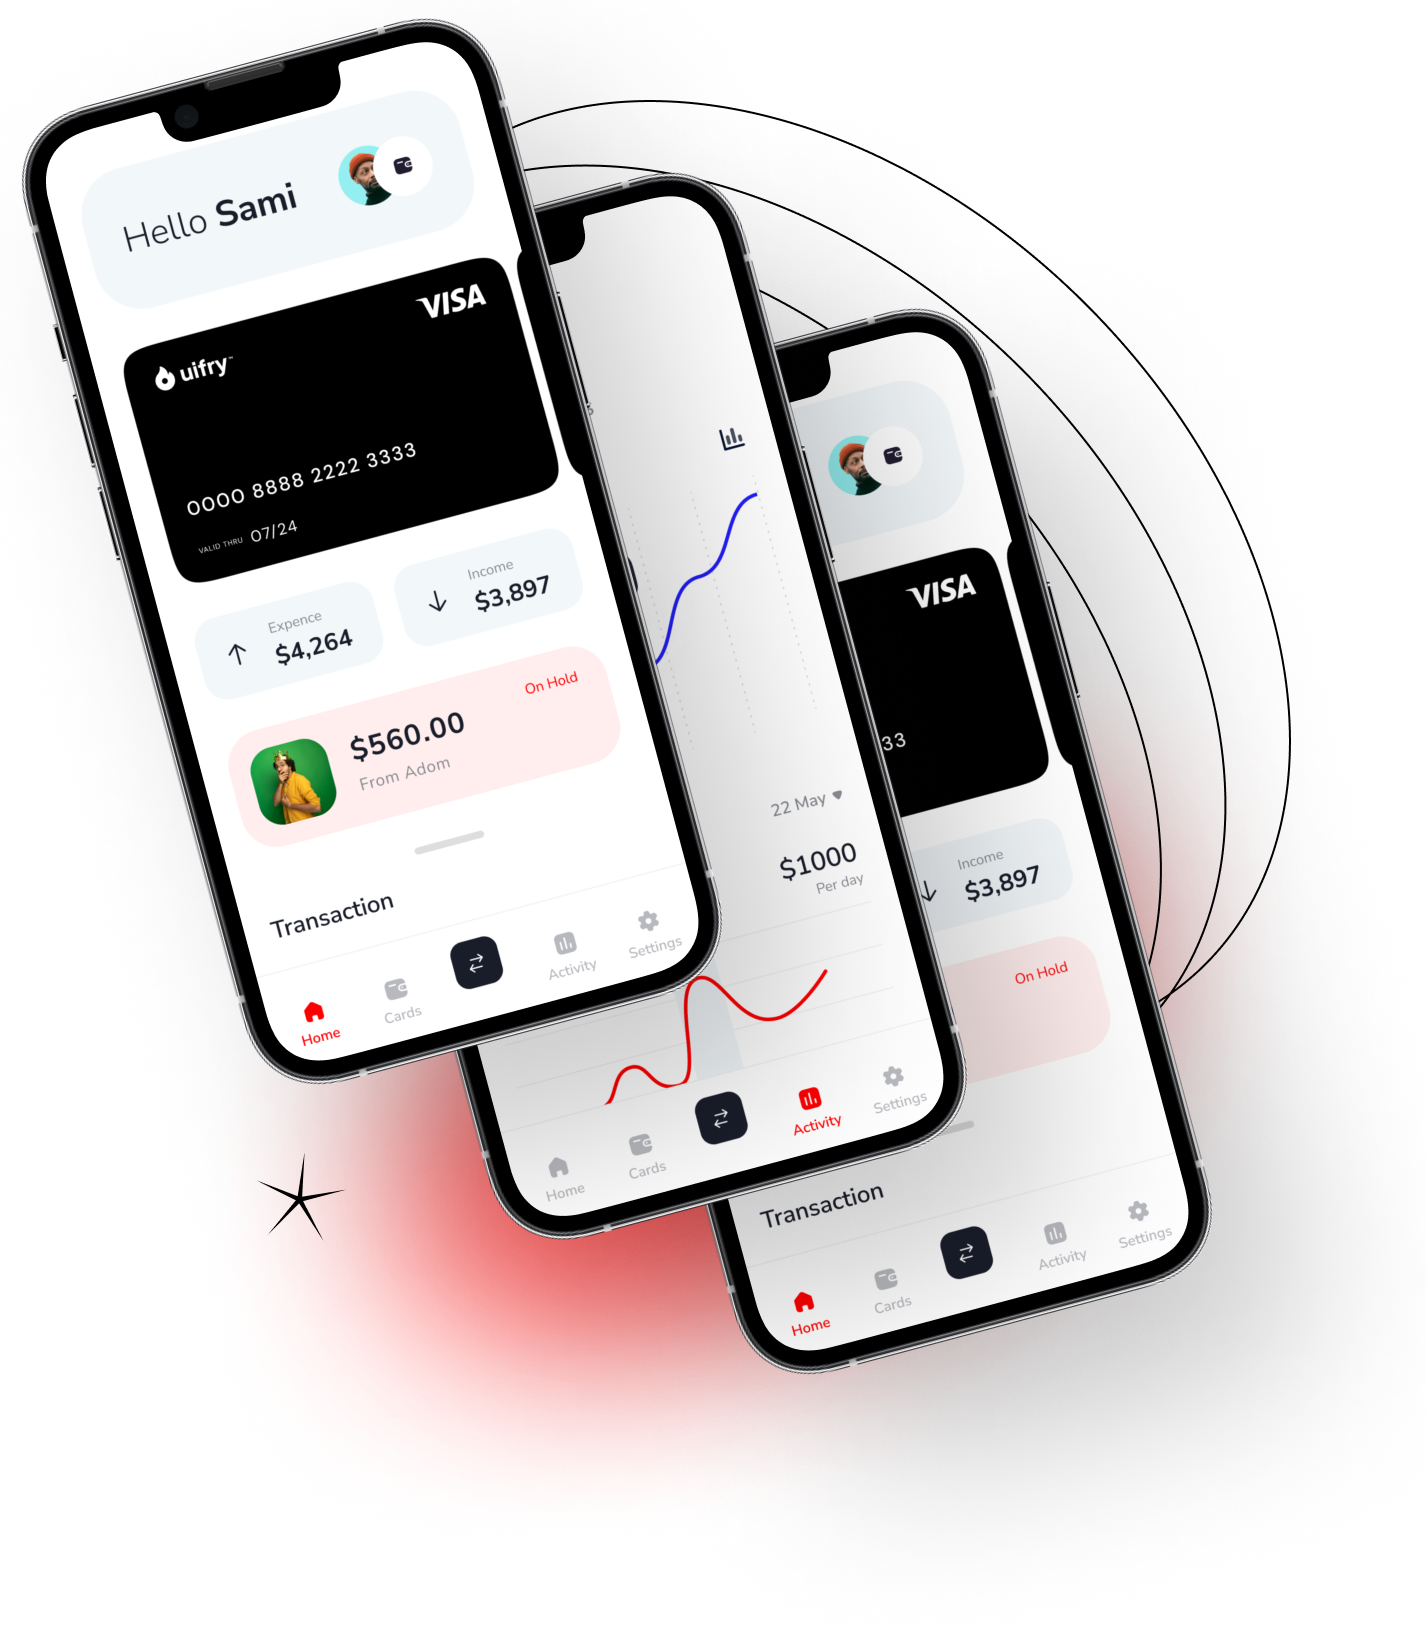 Hello Sami
VISA
uifry™
0000 8888 2222 3333
VALID THRU 07/24
Expence
$4,264
Income
$3,897
On Hold
$560.00
From Adom
Transaction
Home
Cards
Activity
Settings
22 May
$1000
Per day
Home
Cards
Activity
Settings
VISA
33
Income
$3,897
On Hold
Transaction
Home
Cards
Activity
Settings